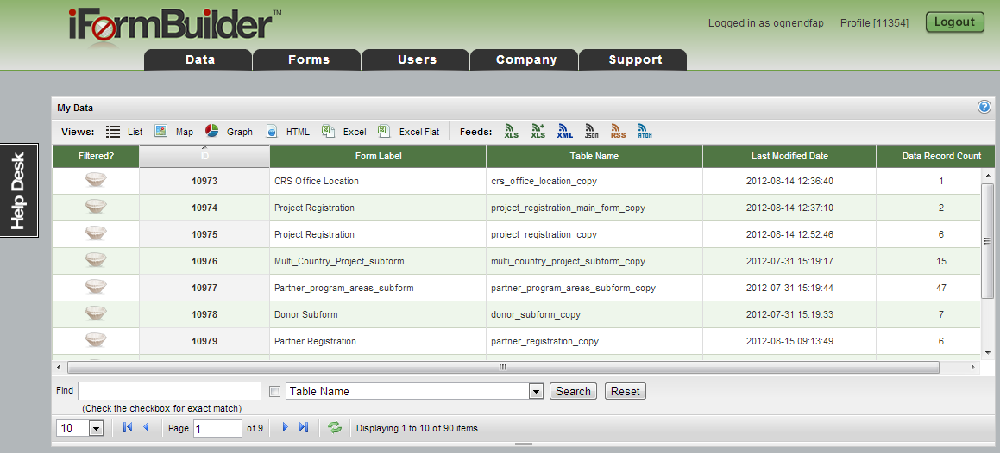 iFormBuilder™
Logged in as ognendfap Profile [11354] Logout
Data Forms Users Company Support
My Data
Views: List Map Graph HTML Excel Excel Flat Feeds: XLS XLS XML JSON RSS ATOM
Help Desk
Filtered? ID Form Label Table Name Last Modified Date Data Record Count
10973 CRS Office Location crs_office_location_copy 2012-08-14 12:36:40 1
10974 Project Registration project_registration_main_form_copy 2012-08-14 12:37:10 2
10975 Project Registration project_registration_copy 2012-08-14 12:52:46 6
10976 Multi_Country_Project_subform multi_country_project_subform_copy 2012-07-31 15:19:17 15
10977 Partner_program_areas_subform partner_program_areas_subform_copy 2012-07-31 15:19:44 47
10978 Donor Subform donor_subform_copy 2012-07-31 15:19:33 7
10979 Partner Registration partner_registration_copy 2012-08-15 09:13:49 6
Find Table Name Search Reset
(Check the checkbox for exact match)
10 Page 1 of 9 Displaying 1 to 10 of 90 items